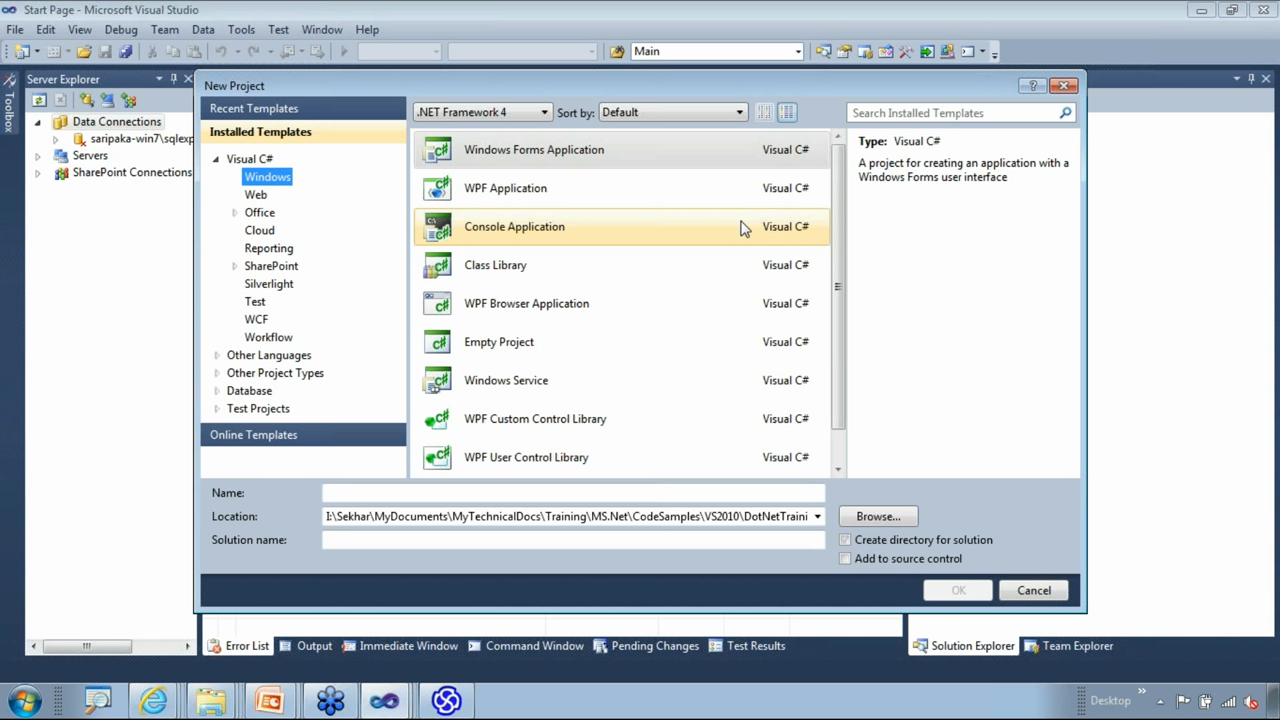 Start Page - Microsoft Visual Studio
File Edit View Debug Team Data Tools Test Window Help
Main
Server Explorer
Toolbox
Data Connections
saripaka-win7\sqlexp
Servers
SharePoint Connections
New Project
Recent Templates
Installed Templates
Visual C#
Windows
Web
Office
Cloud
Reporting
SharePoint
Silverlight
Test
WCF
Workflow
Other Languages
Other Project Types
Database
Test Projects
Online Templates
.NET Framework 4 Sort by: Default
Windows Forms Application Visual C#
WPF Application Visual C#
Console Application Visual C#
Class Library Visual C#
WPF Browser Application Visual C#
Empty Project Visual C#
Windows Service Visual C#
WPF Custom Control Library Visual C#
WPF User Control Library Visual C#
Search Installed Templates
Type: Visual C#
A project for creating an application with a
Windows Forms user interface
Name:
Location: I:\Sekhar\MyDocuments\MyTechnicalDocs\Training\MS.Net\CodeSamples\VS2010\DotNetTraini Browse...
Solution name: Create directory for solution
Add to source control
OK Cancel
Error List Output Immediate Window Command Window Pending Changes Test Results Solution Explorer Team Explorer
Desktop